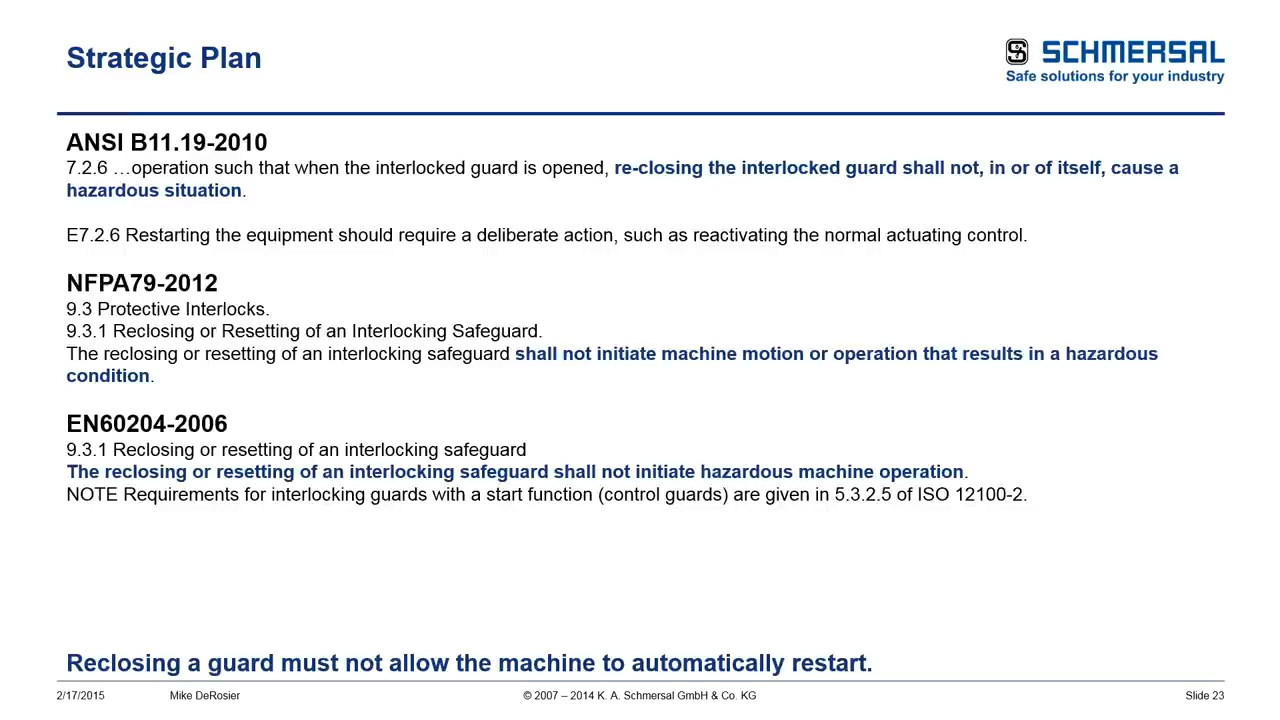 Strategic Plan
SCHMERSAL
Safe solutions for your industry
ANSI B11.19-2010
7.2.6 …operation such that when the interlocked guard is opened, re-closing the interlocked guard shall not, in or of itself, cause a
hazardous situation.
E7.2.6 Restarting the equipment should require a deliberate action, such as reactivating the normal actuating control.
NFPA79-2012
9.3 Protective Interlocks.
9.3.1 Reclosing or Resetting of an Interlocking Safeguard.
The reclosing or resetting of an interlocking safeguard shall not initiate machine motion or operation that results in a hazardous
condition.
EN60204-2006
9.3.1 Reclosing or resetting of an interlocking safeguard
The reclosing or resetting of an interlocking safeguard shall not initiate hazardous machine operation.
NOTE Requirements for interlocking guards with a start function (control guards) are given in 5.3.2.5 of ISO 12100-2.
Reclosing a guard must not allow the machine to automatically restart.
2/17/2015 Mike DeRosier © 2007 – 2014 K. A. Schmersal GmbH & Co. KG Slide 23